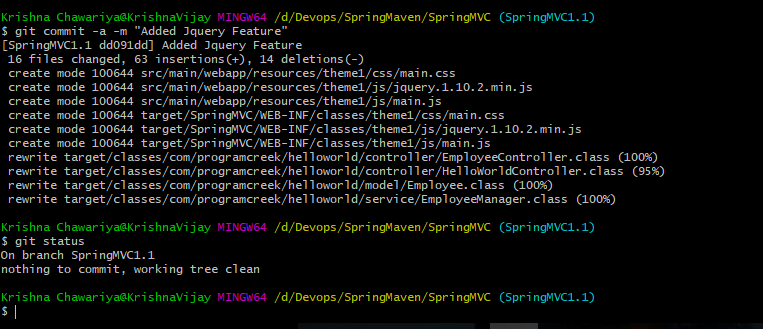 Krishna Chawariya@KrishnaVijay MINGW64 /d/Devops/SpringMaven/SpringMVC (SpringMVC1.1)
$ git commit -a -m "Added Jquery Feature"
[SpringMVC1.1 dd091dd] Added Jquery Feature
 16 files changed, 63 insertions(+), 14 deletions(-)
 create mode 100644 src/main/webapp/resources/theme1/css/main.css
 create mode 100644 src/main/webapp/resources/theme1/js/jquery.1.10.2.min.js
 create mode 100644 src/main/webapp/resources/theme1/js/main.js
 create mode 100644 target/SpringMVC/WEB-INF/classes/theme1/css/main.css
 create mode 100644 target/SpringMVC/WEB-INF/classes/theme1/js/jquery.1.10.2.min.js
 create mode 100644 target/SpringMVC/WEB-INF/classes/theme1/js/main.js
 rewrite target/classes/com/programcreek/helloworld/controller/EmployeeController.class (100%)
 rewrite target/classes/com/programcreek/helloworld/controller/HelloWorldController.class (95%)
 rewrite target/classes/com/programcreek/helloworld/model/Employee.class (100%)
 rewrite target/classes/com/programcreek/helloworld/service/EmployeeManager.class (100%)
Krishna Chawariya@KrishnaVijay MINGW64 /d/Devops/SpringMaven/SpringMVC (SpringMVC1.1)
$ git status
On branch SpringMVC1.1
nothing to commit, working tree clean
Krishna Chawariya@KrishnaVijay MINGW64 /d/Devops/SpringMaven/SpringMVC (SpringMVC1.1)
$